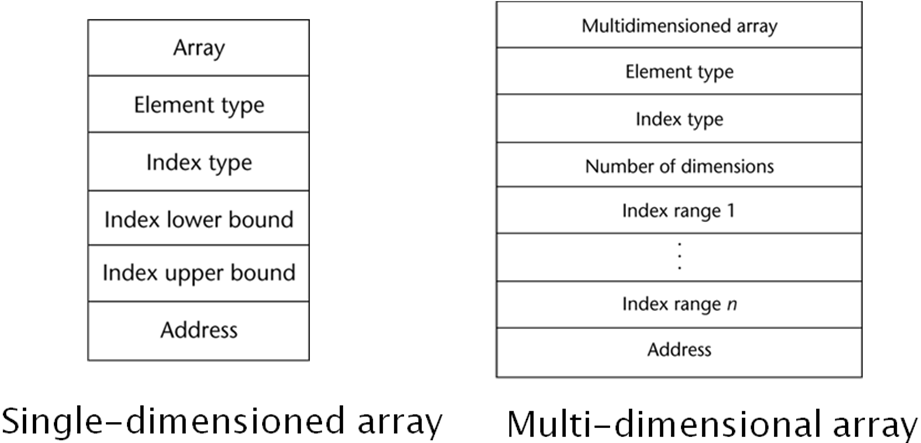 Array
Element type
Index type
Index lower bound
Index upper bound
Address
Single-dimensioned array
Multidimensioned array
Element type
Index type
Number of dimensions
Index range 1
⋮
Index range n
Address
Multi-dimensional array